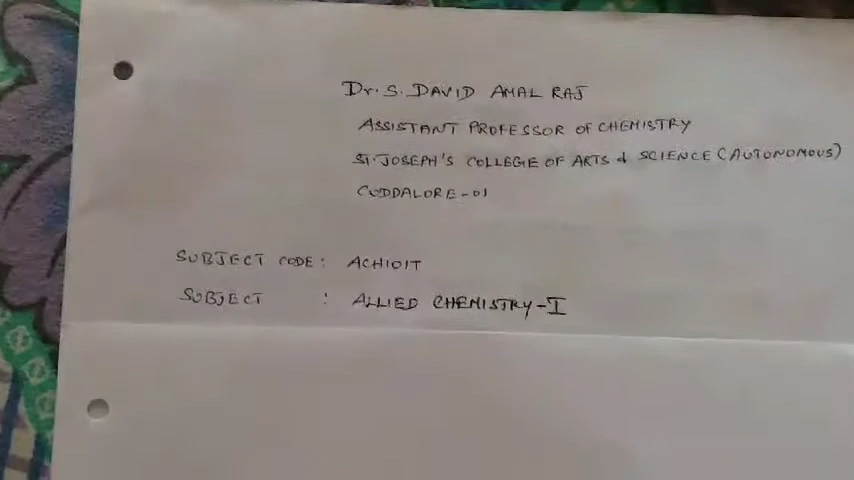 Dr. S. DAVID AMAL RAJ
ASSISTANT PROFESSOR OF CHEMISTRY
ST. JOSEPH'S COLLEGE OF ARTS & SCIENCE (AUTONOMOUS)
CUDDALORE-01
SUBJECT CODE: ACH101T
SUBJECT : ALLIED CHEMISTRY-I